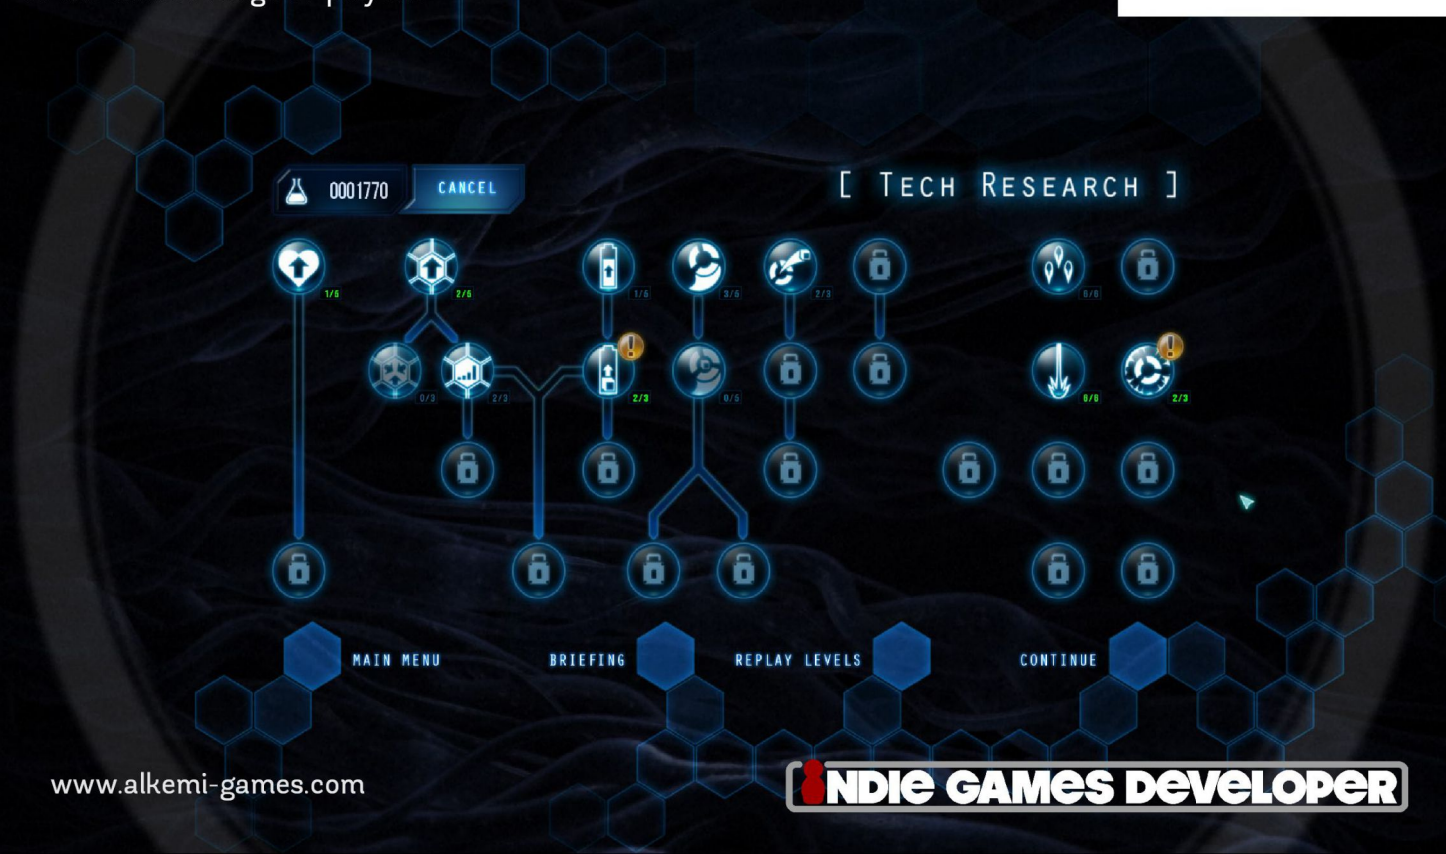 0001770
CANCEL
[ TECH RESEARCH ]
1/5
2/5
1/5
3/5
2/3
6/6
0/3
2/3
2/3
0/5
6/6
2/3
MAIN MENU
BRIEFING
REPLAY LEVELS
CONTINUE
www.alkemi-games.com
INDIE GAMES DEVELOPER